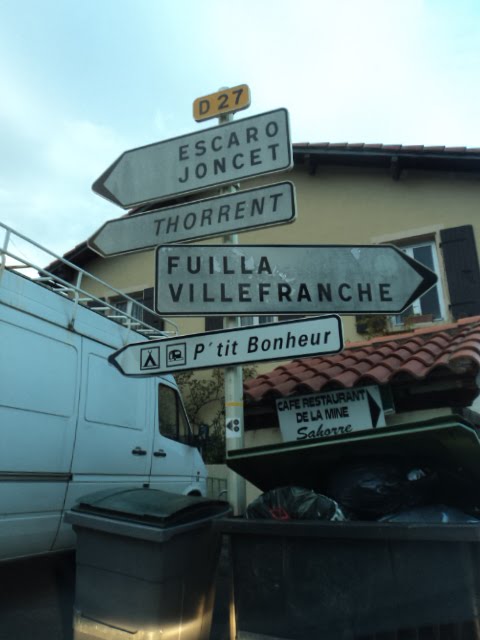 D 27
ESCARO
JONCET
THORRENT
FUILLA
VILLEFRANCHE
P'tit Bonheur
CAFE RESTAURANT
DE LA MINE
Sahorre